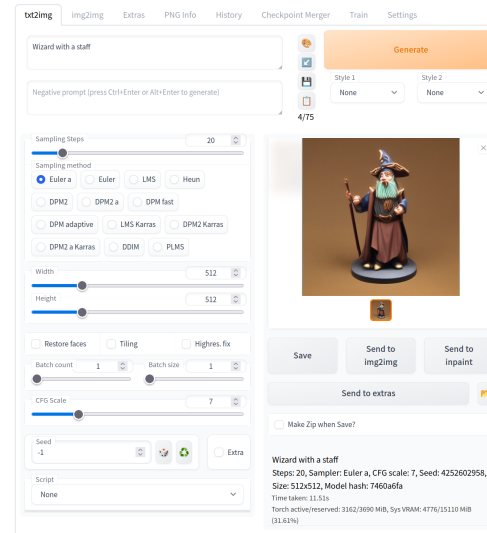 txt2img img2img Extras PNG Info History Checkpoint Merger Train Settings
Wizard with a staff
Generate
Negative prompt (press Ctrl+Enter or Alt+Enter to generate)
Style 1 Style 2
None None
4/75
Sampling Steps 20
Sampling method
Euler a Euler LMS Heun
DPM2 DPM2 a DPM fast
DPM adaptive LMS Karras DPM2 Karras
DPM2 a Karras DDIM PLMS
Width 512
Height 512
Restore faces Tiling Highres. fix
Batch count 1 Batch size 1
CFG Scale 7
Seed
-1
Extra
Script
None
Save Send to img2img Send to inpaint
Send to extras
Make Zip when Save?
Wizard with a staff
Steps: 20, Sampler: Euler a, CFG scale: 7, Seed: 4252602958,
Size: 512x512, Model hash: 7460a6fa
Time taken: 11.51s
Torch active/reserved: 3162/3690 MiB, Sys VRAM: 4776/15110 MiB
(31.61%)